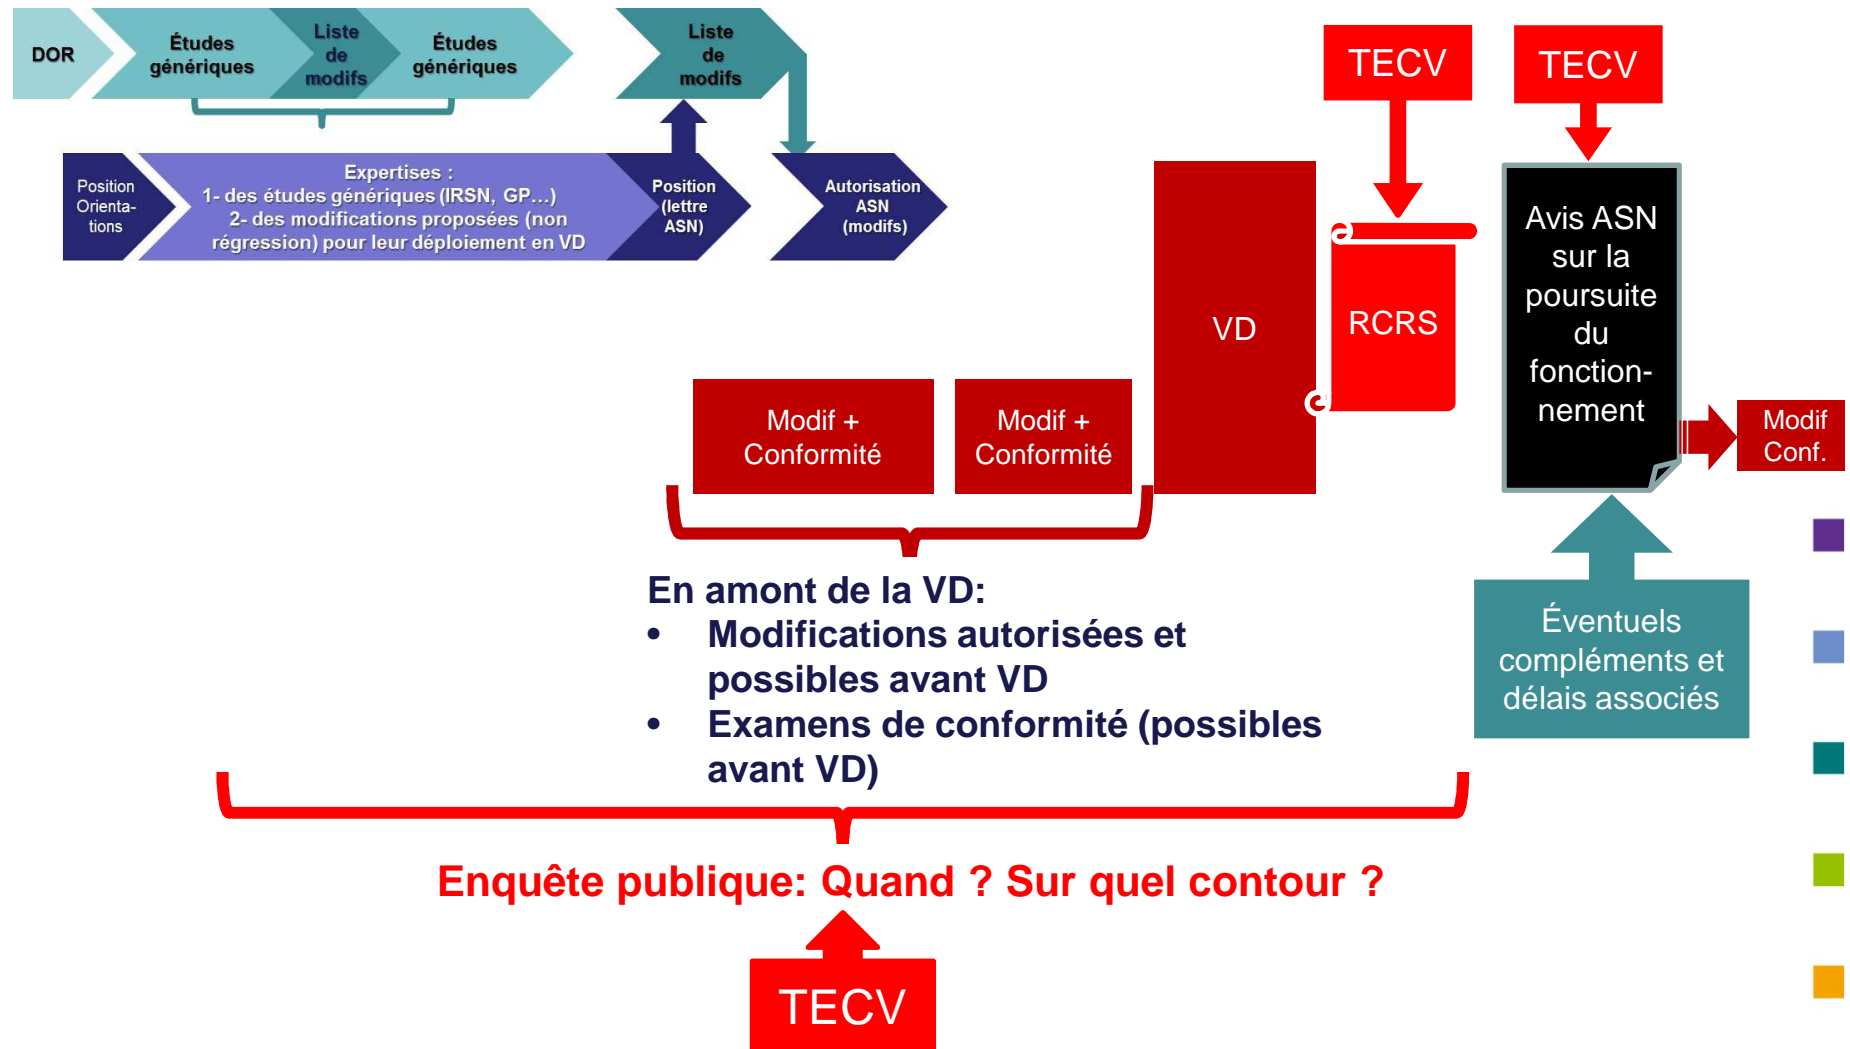 DOR
Études
génériques
Liste
de
modifs
Études
génériques
Liste
de
modifs
Position
Orienta-
tions
Expertises :
1- des études génériques (IRSN, GP...)
2- des modifications proposées (non
régression) pour leur déploiement en VD
Position
(lettre
ASN)
Autorisation
ASN
(modifs)
TECV
TECV
Modif +
Conformité
Modif +
Conformité
VD
RCRS
Avis ASN
sur la
poursuite
du
fonction-
nement
Modif
Conf.
En amont de la VD:
• Modifications autorisées et
possibles avant VD
• Examens de conformité (possibles
avant VD)
Éventuels
compléments et
délais associés
Enquête publique: Quand ? Sur quel contour ?
TECV